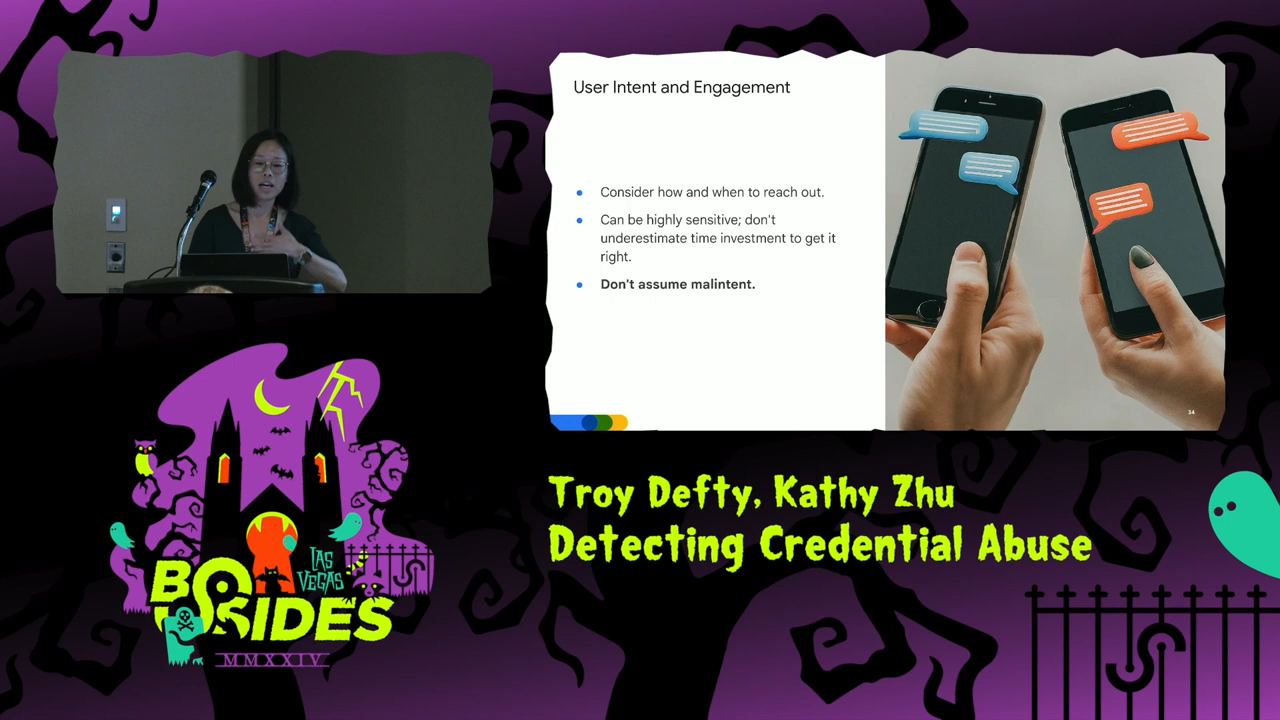 User Intent and Engagement
Consider how and when to reach out.
Can be highly sensitive; don't
underestimate time investment to get it
right.
Don't assume malintent.
34
Troy Defty, Kathy Zhu
Detecting Credential Abuse
LAS
VEGAS
BSIDES
MMXXIV